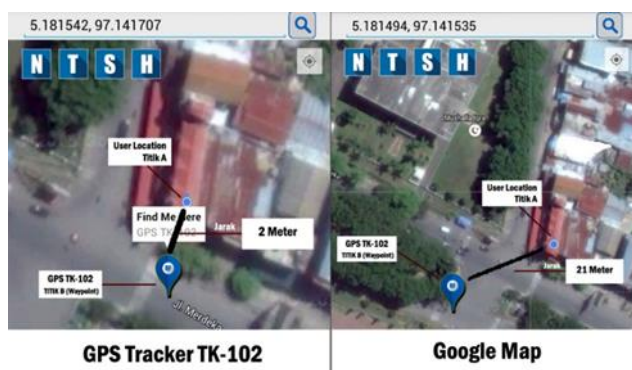 5.181542, 97.141707
N T S H
User Location
Titik A
Find Me Here
GPS TK-102
Jarak
2 Meter
GPS TK-102
TITIK B (Waypoint)
Jl. Merdeka
GPS Tracker TK-102
5.181494, 97.141535
N T S H
User Location
Titik A
GPS TK-102
TITIK B (Waypoint)
Jarak
21 Meter
Google Map